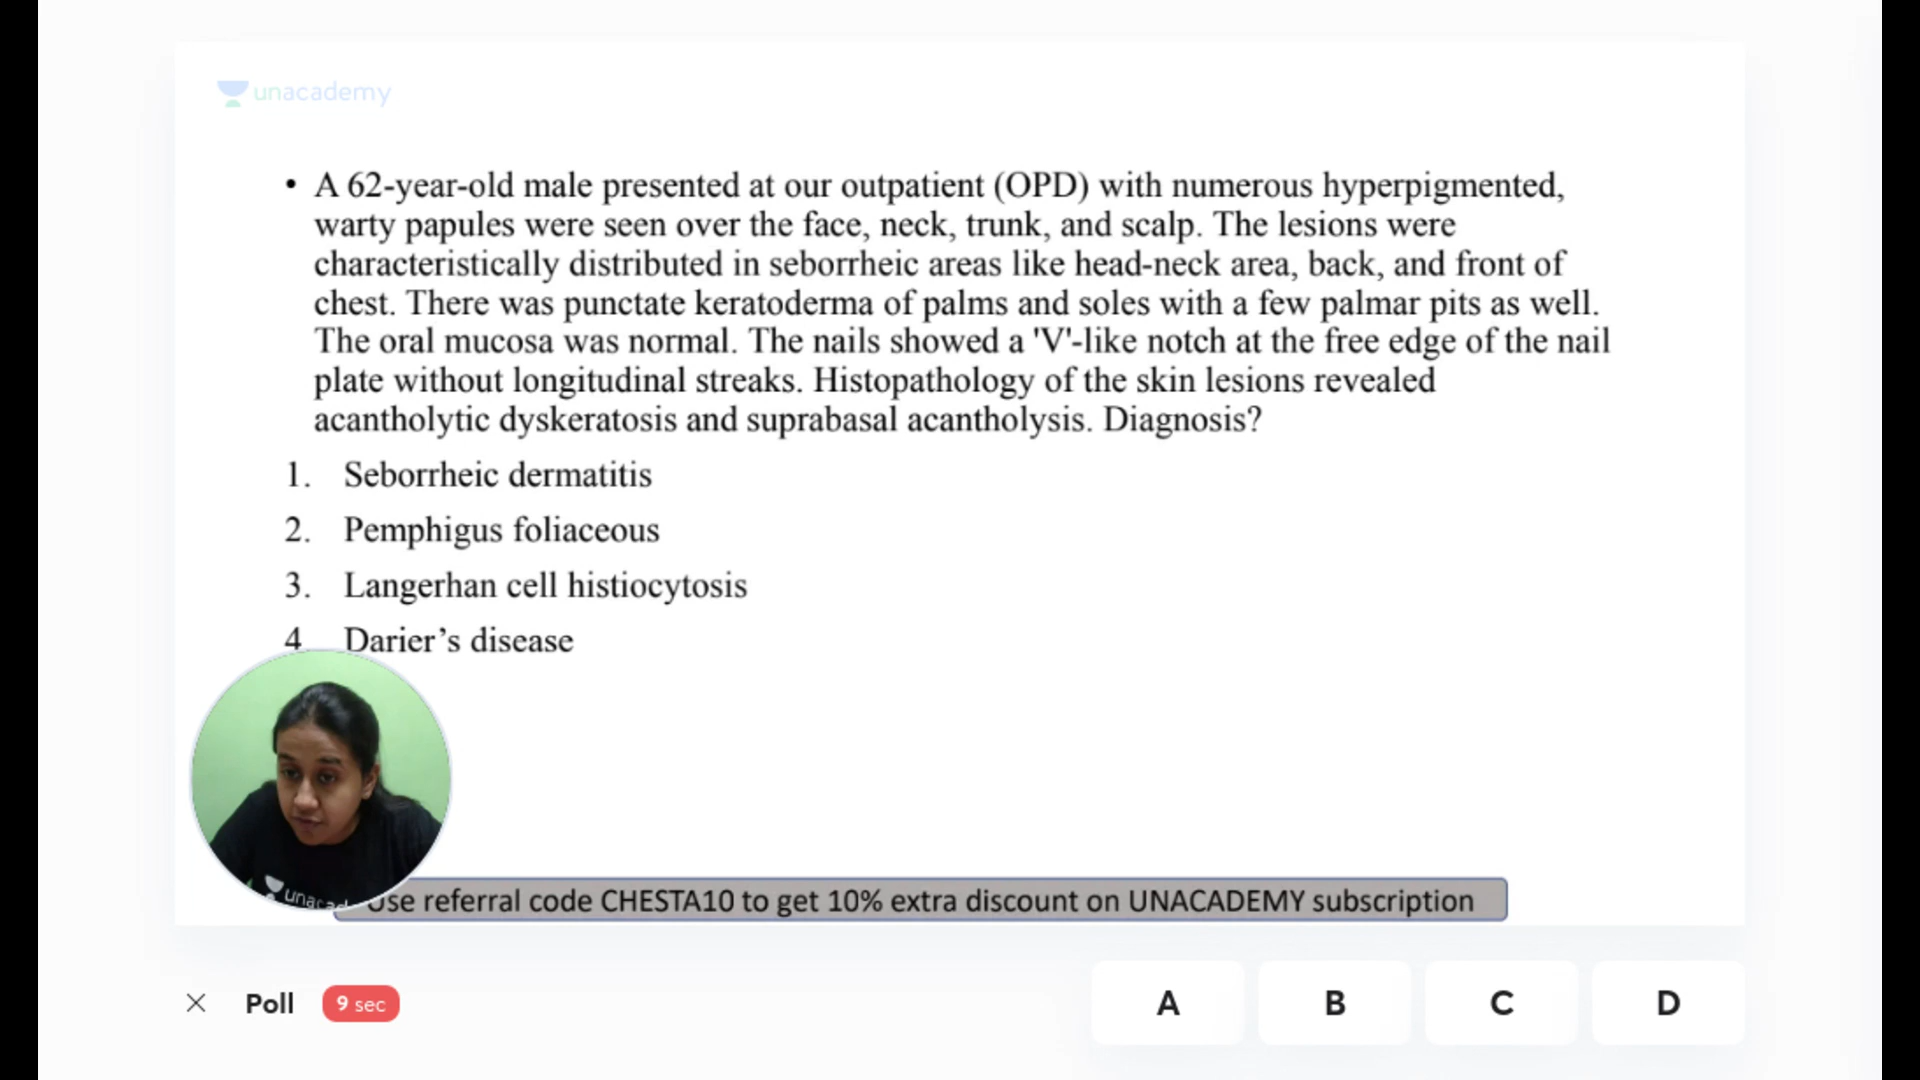 unacademy
• A 62-year-old male presented at our outpatient (OPD) with numerous hyperpigmented,
warty papules were seen over the face, neck, trunk, and scalp. The lesions were
characteristically distributed in seborrheic areas like head-neck area, back, and front of
chest. There was punctate keratoderma of palms and soles with a few palmar pits as well.
The oral mucosa was normal. The nails showed a 'V'-like notch at the free edge of the nail
plate without longitudinal streaks. Histopathology of the skin lesions revealed
acantholytic dyskeratosis and suprabasal acantholysis. Diagnosis?
1. Seborrheic dermatitis
2. Pemphigus foliaceous
3. Langerhan cell histiocytosis
4 Darier’s disease
unacad
Use referral code CHESTA10 to get 10% extra discount on UNACADEMY subscription
Poll 9 sec A B C D